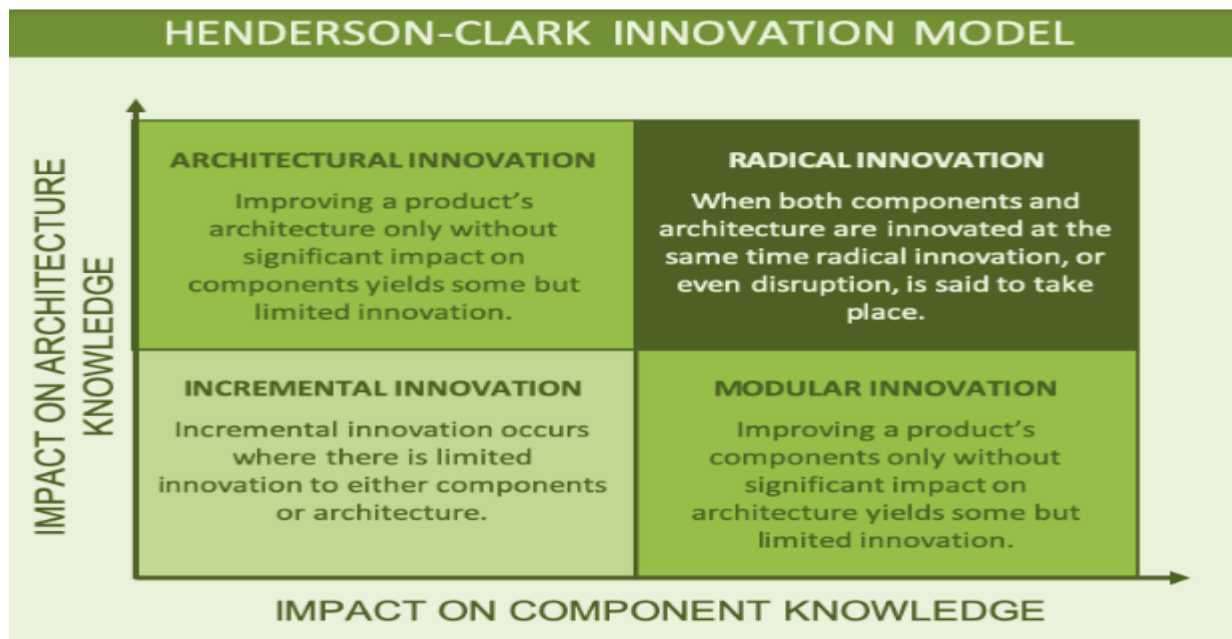 HENDERSON-CLARK INNOVATION MODEL
IMPACT ON ARCHITECTURE
KNOWLEDGE
ARCHITECTURAL INNOVATION
Improving a product’s
architecture only without
significant impact on
components yields some but
limited innovation.
RADICAL INNOVATION
When both components and
architecture are innovated at the
same time radical innovation, or
even disruption, is said to take
place.
INCREMENTAL INNOVATION
Incremental innovation occurs
where there is limited
innovation to either components
or architecture.
MODULAR INNOVATION
Improving a product’s
components only without
significant impact on
architecture yields some but
limited innovation.
IMPACT ON COMPONENT KNOWLEDGE